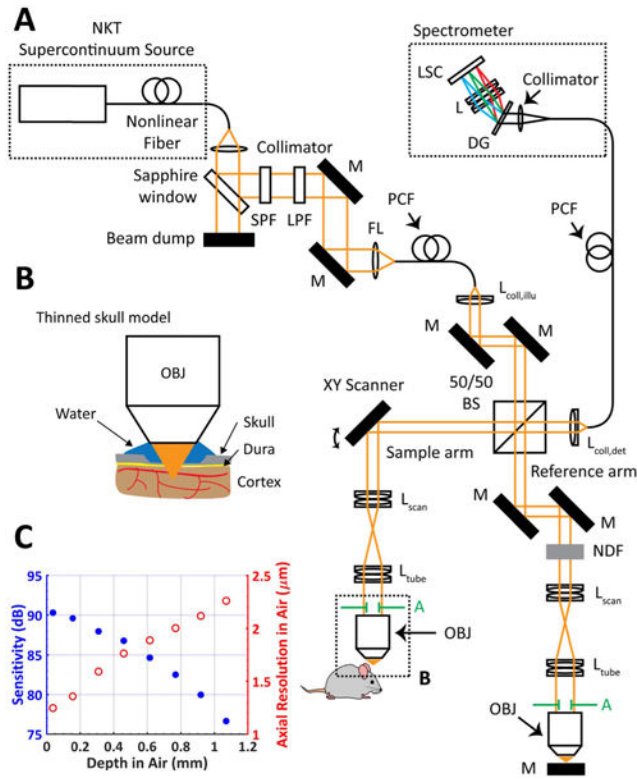 A
NKT
Supercontinuum Source
Nonlinear
Fiber
Collimator
Sapphire
window
SPF
LPF
Beam dump
M
M
FL
PCF
Spectrometer
LSC
Collimator
L
DG
PCF
L coll,illu
M
M
50/50
BS
XY Scanner
Sample arm
L coll,det
Reference arm
M
M
NDF
L scan
L tube
A
OBJ
B
L scan
L tube
A
OBJ
M
B
Thinned skull model
OBJ
Water
Skull
Dura
Cortex
C
Sensitivity (dB)
95
90
85
80
75
0
0.2
0.4
0.6
0.8
1
1.2
Depth in Air (mm)
2.5
2
1.5
1
Axial Resolution in Air (μm)